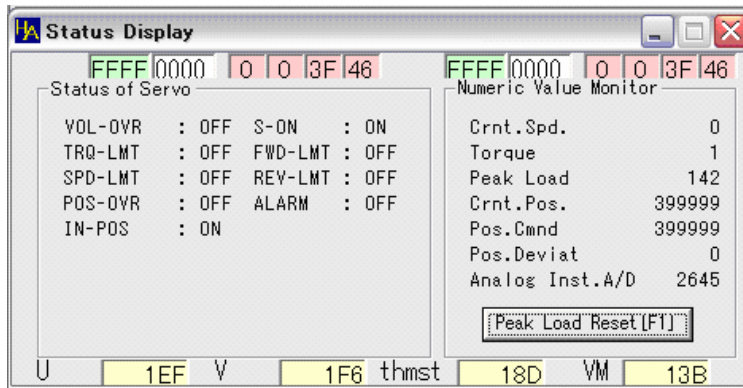 HA Status Display
FFFF 0000 0 0 3F 46 FFFF 0000 0 0 3F 46
Status of Servo
VOL-OVR : OFF S-ON : ON
TRQ-LMT : OFF FWD-LMT : OFF
SPD-LMT : OFF REV-LMT : OFF
POS-OVR : OFF ALARM : OFF
IN-POS : ON
Numeric Value Monitor
Crnt.Spd. 0
Torque 1
Peak Load 142
Crnt.Pos. 399999
Pos.Cmnd 399999
Pos.Deviat 0
Analog Inst.A/D 2645
Peak Load Reset[F1]
U 1EF V 1F6 thmst 18D VM 13B